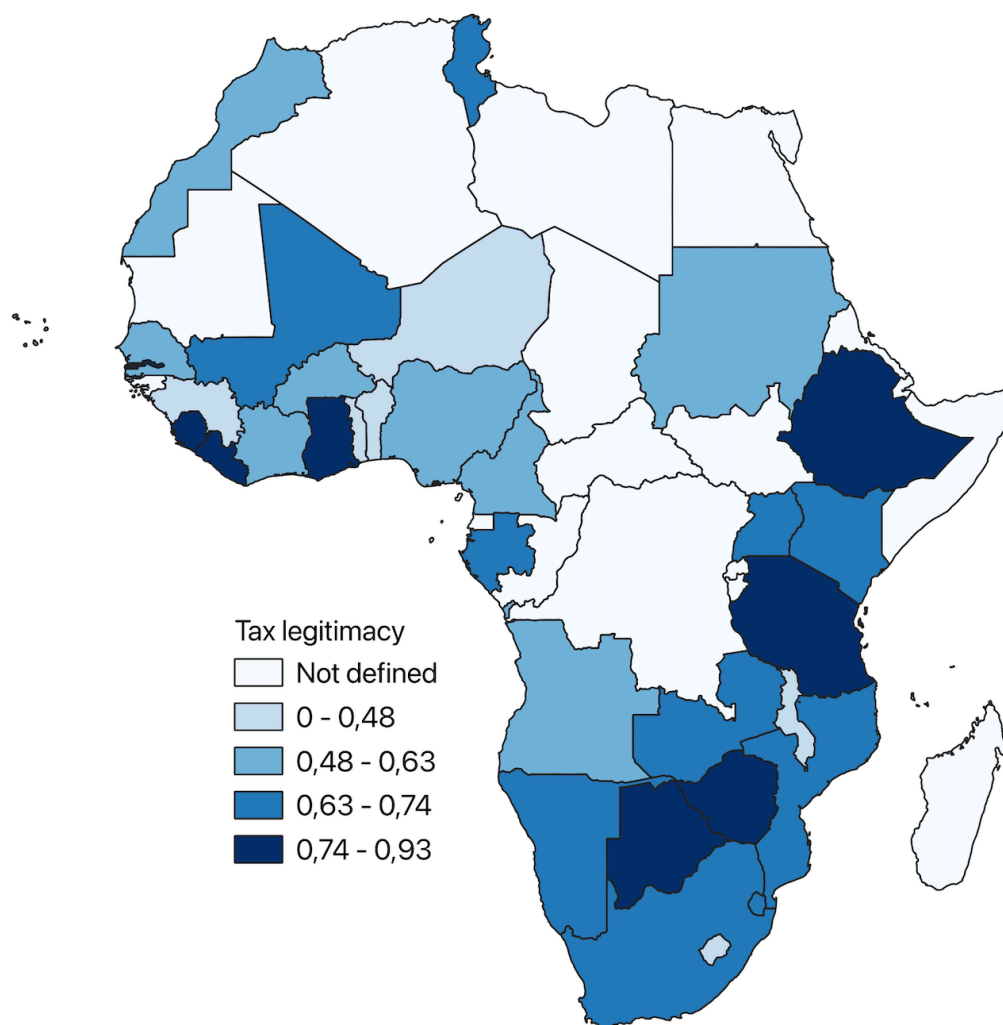 Tax legitimacy
Not defined
0 - 0,48
0,48 - 0,63
0,63 - 0,74
0,74 - 0,93